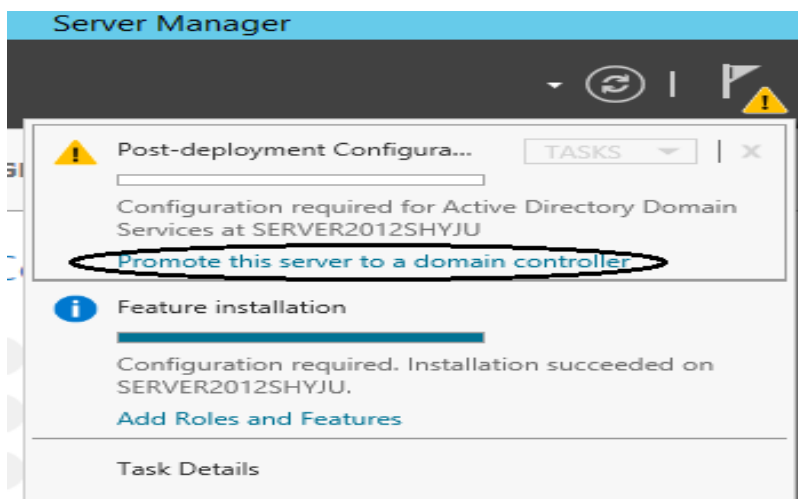 Server Manager
Post-deployment Configura...
TASKS
Configuration required for Active Directory Domain
Services at SERVER2012SHYJU
Promote this server to a domain controller
Feature installation
Configuration required. Installation succeeded on
SERVER2012SHYJU.
Add Roles and Features
Task Details